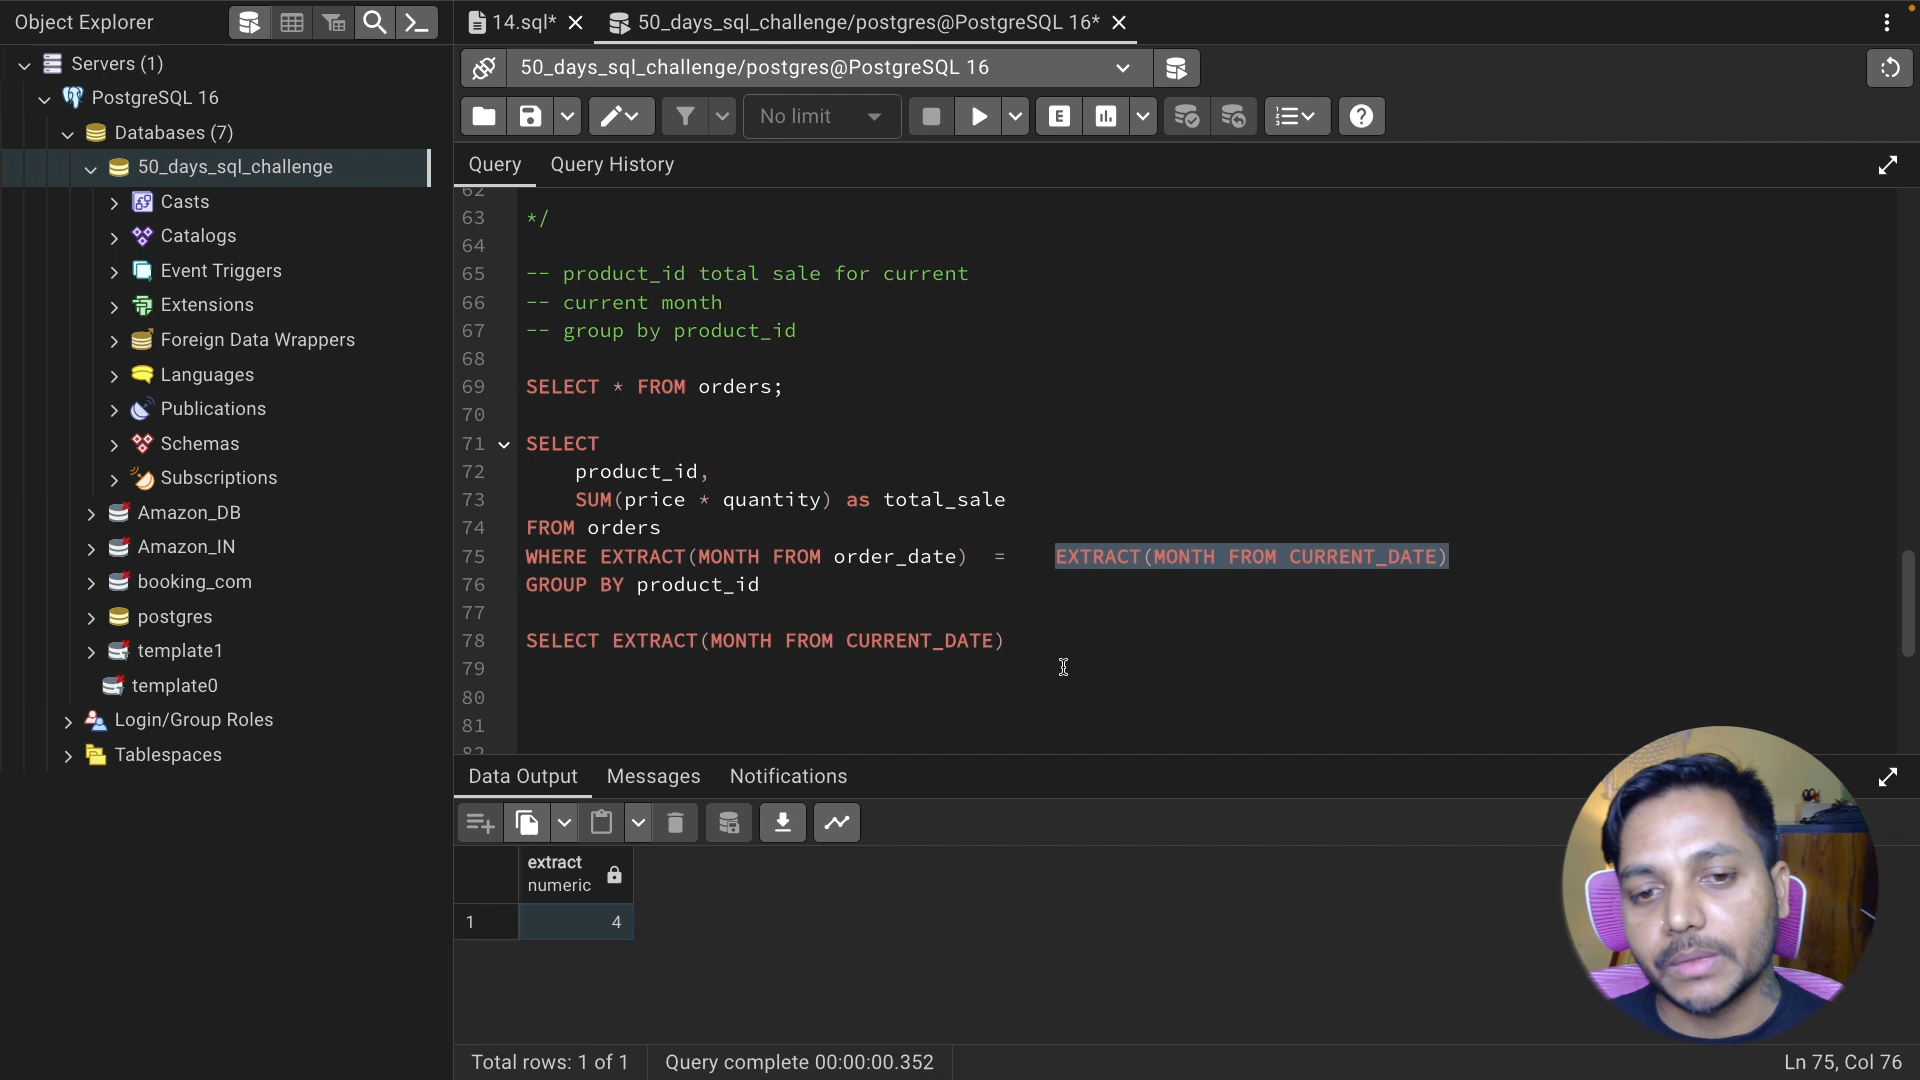 Object Explorer
14.sql*
50_days_sql_challenge/postgres@PostgreSQL 16*
Servers (1)
PostgreSQL 16
Databases (7)
50_days_sql_challenge
Casts
Catalogs
Event Triggers
Extensions
Foreign Data Wrappers
Languages
Publications
Schemas
Subscriptions
Amazon_DB
Amazon_IN
booking_com
postgres
template1
template0
Login/Group Roles
Tablespaces
50_days_sql_challenge/postgres@PostgreSQL 16
No limit
E
Query Query History
62
63 */
64
65 -- product_id total sale for current
66 -- current month
67 -- group by product_id
68
69 SELECT * FROM orders;
70
71 SELECT
72 product_id,
73 SUM(price * quantity) as total_sale
74 FROM orders
75 WHERE EXTRACT(MONTH FROM order_date) = EXTRACT(MONTH FROM CURRENT_DATE)
76 GROUP BY product_id
77
78 SELECT EXTRACT(MONTH FROM CURRENT_DATE)
79
80
81
82
Data Output Messages Notifications
extract
numeric
1 4
Total rows: 1 of 1 Query complete 00:00:00.352 Ln 75, Col 76